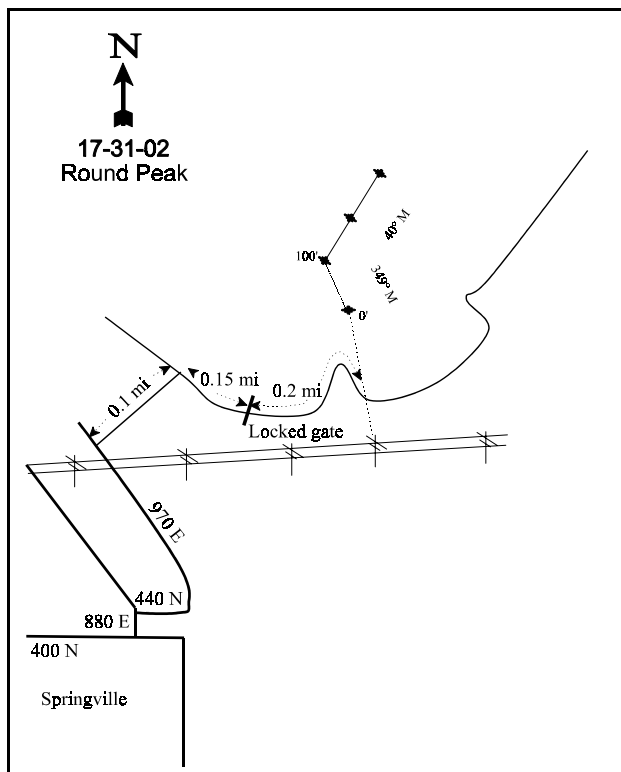 N
17-31-02
Round Peak
40° M
100'
349° M
0'
0.15 mi
0.1 mi
0.2 mi
Locked gate
970 E
440 N
880 E
400 N
Springville